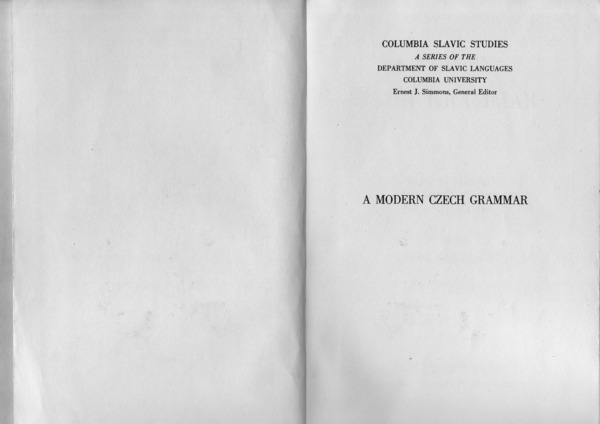 COLUMBIA SLAVIC STUDIES
A SERIES OF THE
DEPARTMENT OF SLAVIC LANGUAGES
COLUMBIA UNIVERSITY
Ernest J. Simmons, General Editor
A MODERN CZECH GRAMMAR